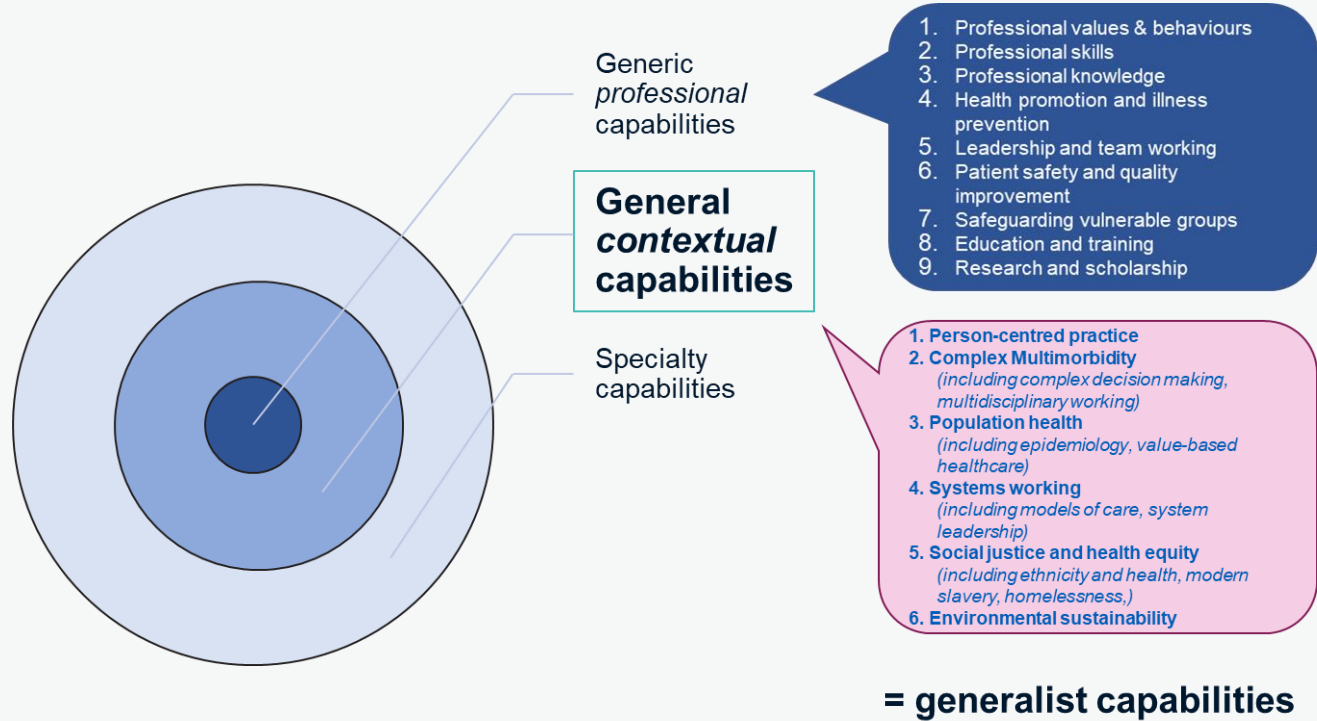 Generic
professional
capabilities
General
contextual
capabilities
Specialty
capabilities
1. Professional values & behaviours
2. Professional skills
3. Professional knowledge
4. Health promotion and illness
prevention
5. Leadership and team working
6. Patient safety and quality
improvement
7. Safeguarding vulnerable groups
8. Education and training
9. Research and scholarship
1. Person-centred practice
2. Complex Multimorbidity
(including complex decision making,
multidisciplinary working)
3. Population health
(including epidemiology, value-based
healthcare)
4. Systems working
(including models of care, system
leadership)
5. Social justice and health equity
(including ethnicity and health, modern
slavery, homelessness,)
6. Environmental sustainability
= generalist capabilities